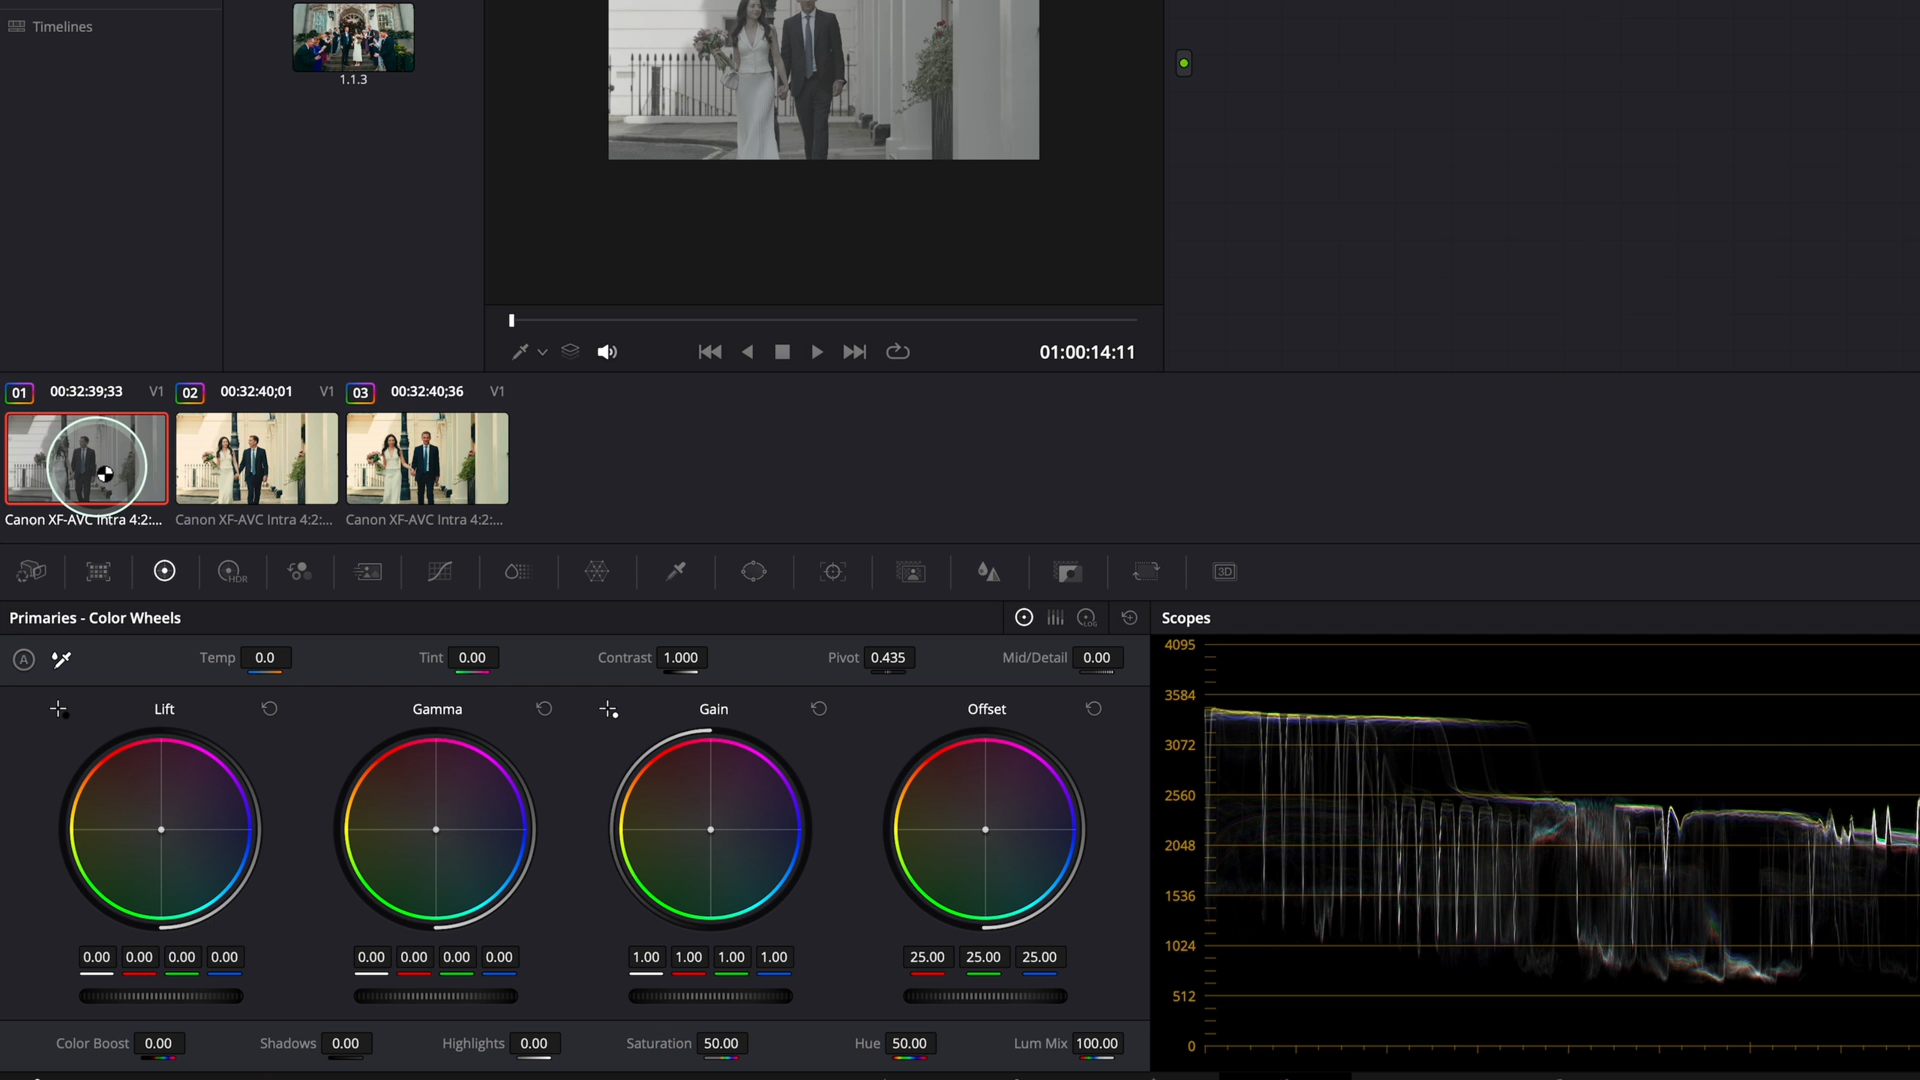 Timelines
1.1.3
01:00:14:11
01 00:32:39;33 V1 02 00:32:40;01 V1 03 00:32:40;36 V1
Canon XF-AVC Intra 4:2:... Canon XF-AVC Intra 4:2:... Canon XF-AVC Intra 4:2:...
HDR
3D
Primaries - Color Wheels
LOG
Scopes
A
Temp 0.0 Tint 0.00 Contrast 1.000 Pivot 0.435 Mid/Detail 0.00
Lift Gamma Gain Offset
0.00 0.00 0.00 0.00 0.00 0.00 0.00 0.00 1.00 1.00 1.00 1.00 25.00 25.00 25.00
Color Boost 0.00 Shadows 0.00 Highlights 0.00 Saturation 50.00 Hue 50.00 Lum Mix 100.00
4095
3584
3072
2560
2048
1536
1024
512
0